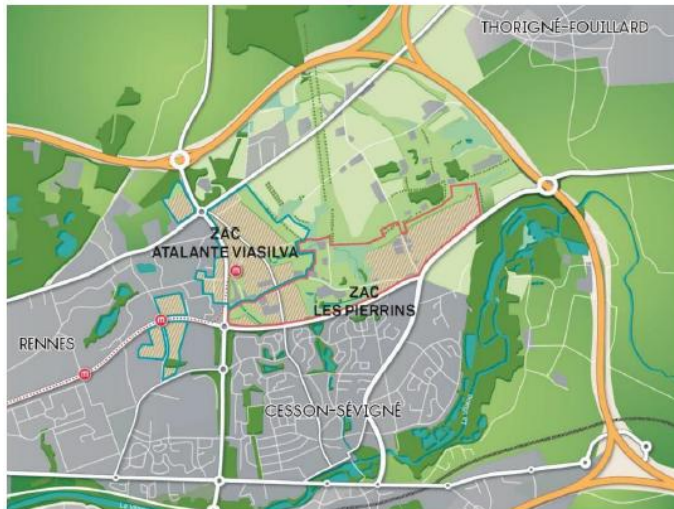 THORIGNÉ-FOUILLARD
ZAC
ATALANTE VIASILVA
m
ZAC
LES PIERRINS
m
RENNES
m
CESSON-SÉVIGNÉ